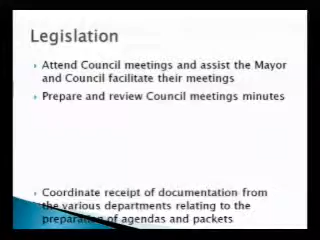 Legislation
Attend Council meetings and assist the Mayor
and Council facilitate their meetings
Prepare and review Council meetings minutes
Coordinate receipt of documentation from
the various departments relating to the
preparation of agendas and packets